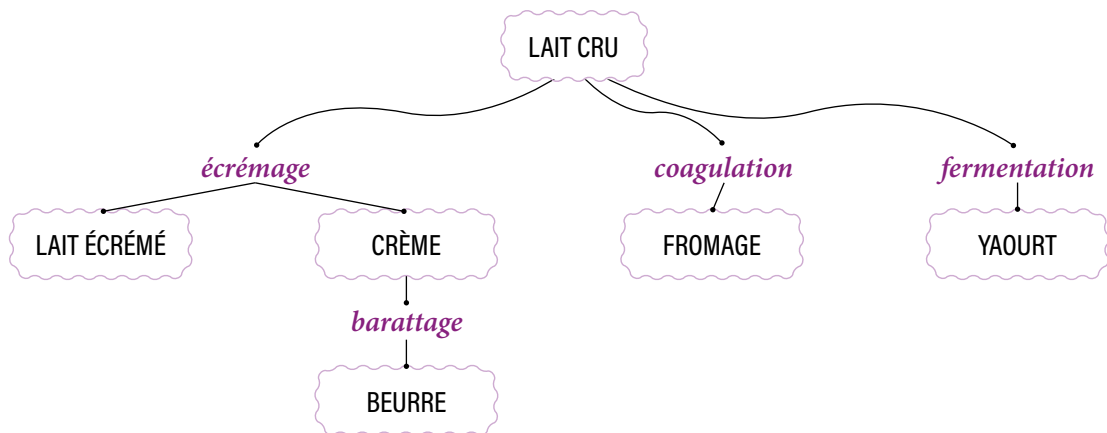 LAIT CRU
écrémage
coagulation
fermentation
LAIT ÉCRÉMÉ
CRÈME
FROMAGE
YAOURT
barattage
BEURRE